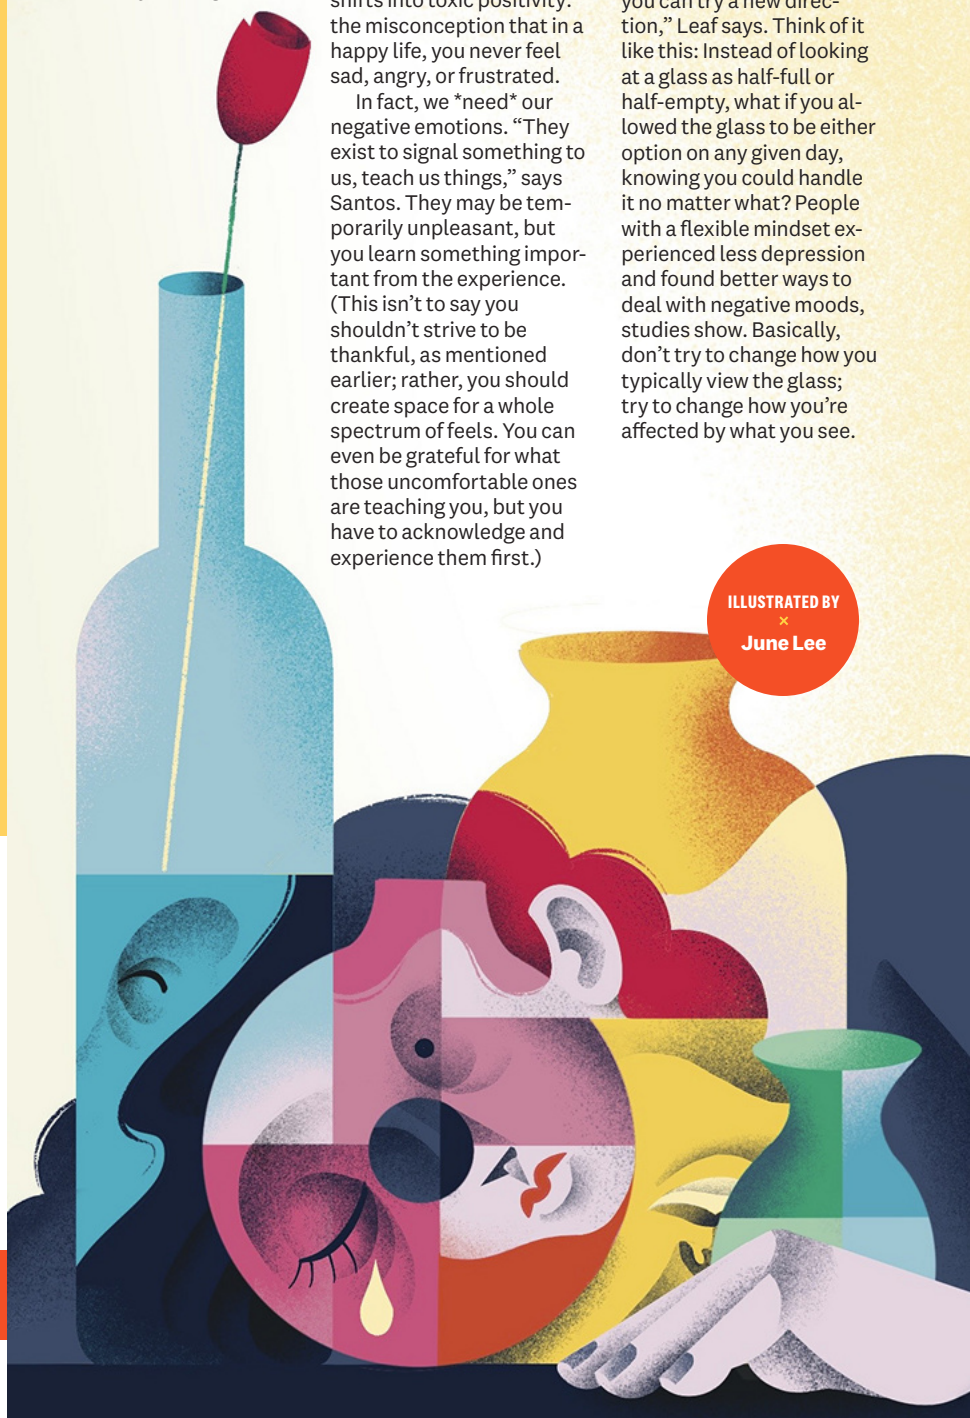 shifts into toxic positivity:
the misconception that in a
happy life, you never feel
sad, angry, or frustrated.
In fact, we *need* our
negative emotions. “They
exist to signal something to
us, teach us things,” says
Santos. They may be tem-
porarily unpleasant, but
you learn something impor-
tant from the experience.
(This isn’t to say you
shouldn’t strive to be
thankful, as mentioned
earlier; rather, you should
create space for a whole
spectrum of feels. You can
even be grateful for what
those uncomfortable ones
are teaching you, but you
have to acknowledge and
experience them first.)
you can try a new direc-
tion,” Leaf says. Think of it
like this: Instead of looking
at a glass as half-full or
half-empty, what if you al-
lowed the glass to be either
option on any given day,
knowing you could handle
it no matter what? People
with a flexible mindset ex-
perienced less depression
and found better ways to
deal with negative moods,
studies show. Basically,
don’t try to change how you
typically view the glass;
try to change how you’re
affected by what you see.
ILLUSTRATED BY
×
June Lee